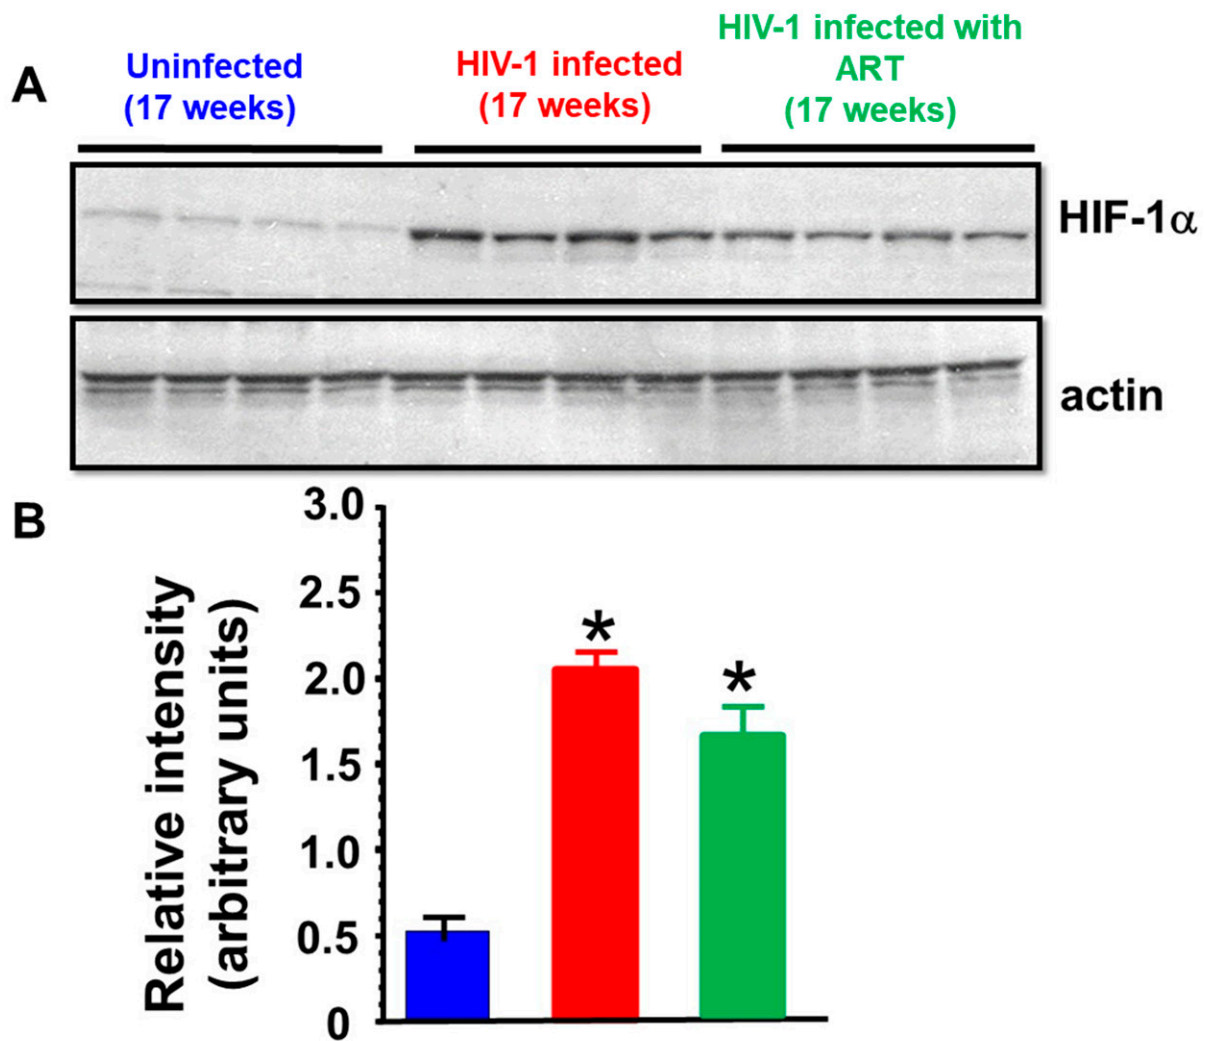 A
Uninfected
(17 weeks)
HIV-1 infected
(17 weeks)
HIV-1 infected with
ART
(17 weeks)
HIF-1α
actin
B
Relative intensity
(arbitrary units)
3.0
2.5
2.0
1.5
1.0
0.5
0
*
*